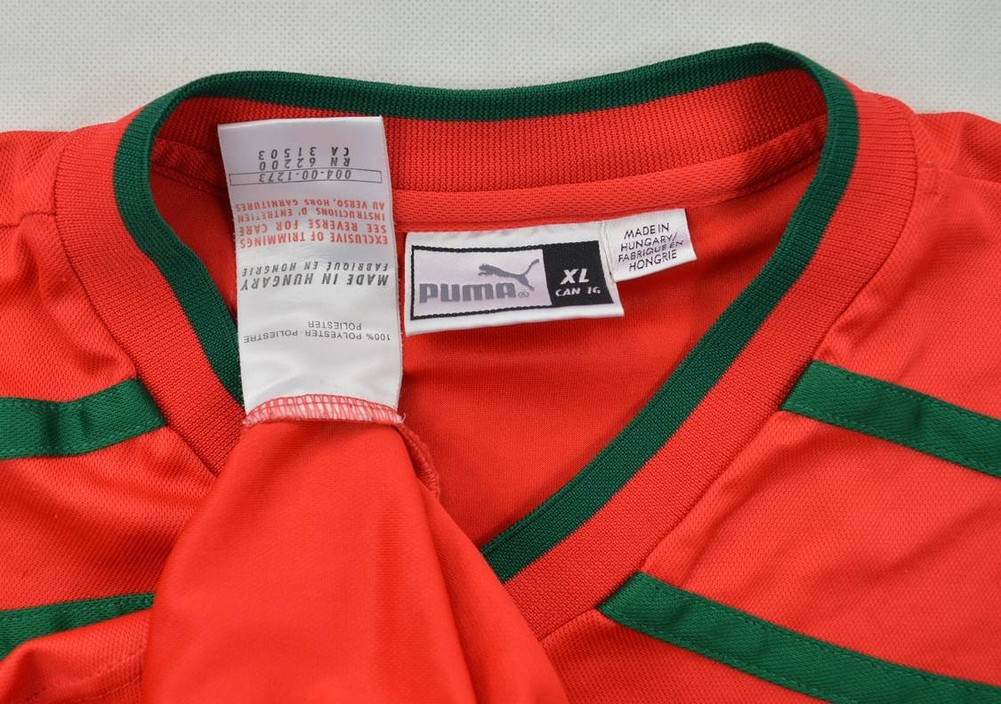 PUMA®
XL
CAN TG
MADE IN
HUNGARY/
FABRIQUE EN
HONGRIE
100% POLYESTER · POLIESTRE
POLIESTER
MADE IN HUNGARY
FABRIQUÉ EN HONGRIE
EXCLUSIVE OF TRIMMINGS
SEE REVERSE FOR CARE
INSTRUCTIONS D' ENTRETIEN
AU VERSO, HORS GARNITURES
004-00-1273
RN 62200
CA 31503